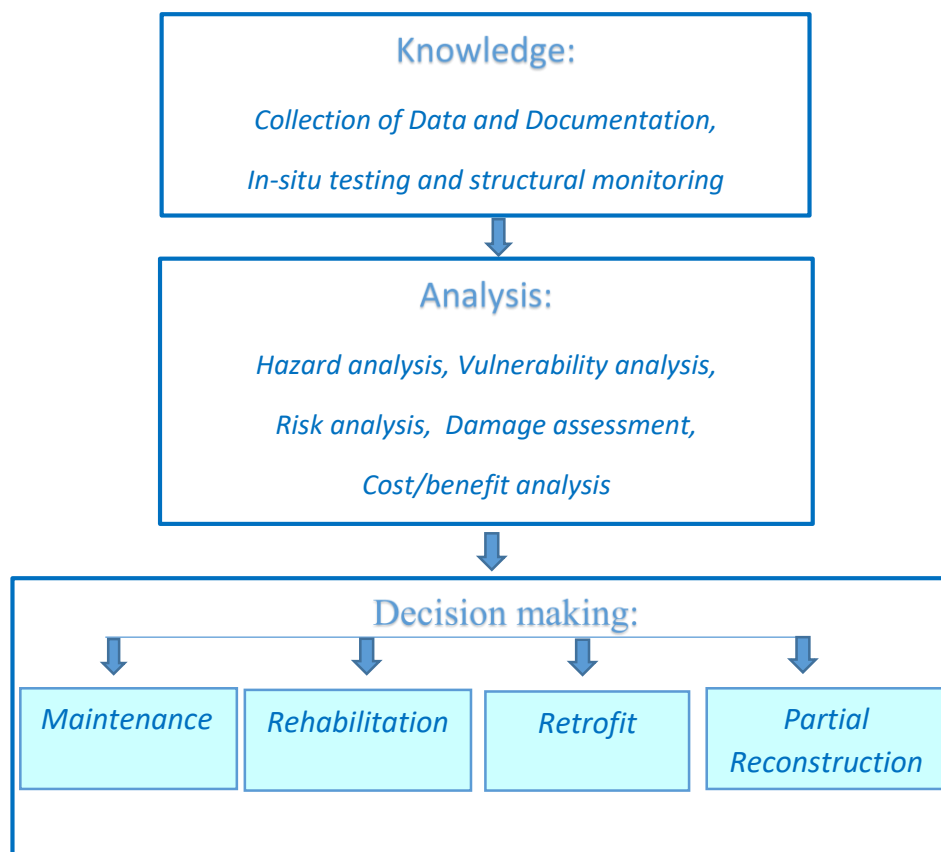 Knowledge:
Collection of Data and Documentation,
In-situ testing and structural monitoring
Analysis:
Hazard analysis, Vulnerability analysis,
Risk analysis, Damage assessment,
Cost/benefit analysis
Decision making:
Maintenance
Rehabilitation
Retrofit
Partial
Reconstruction